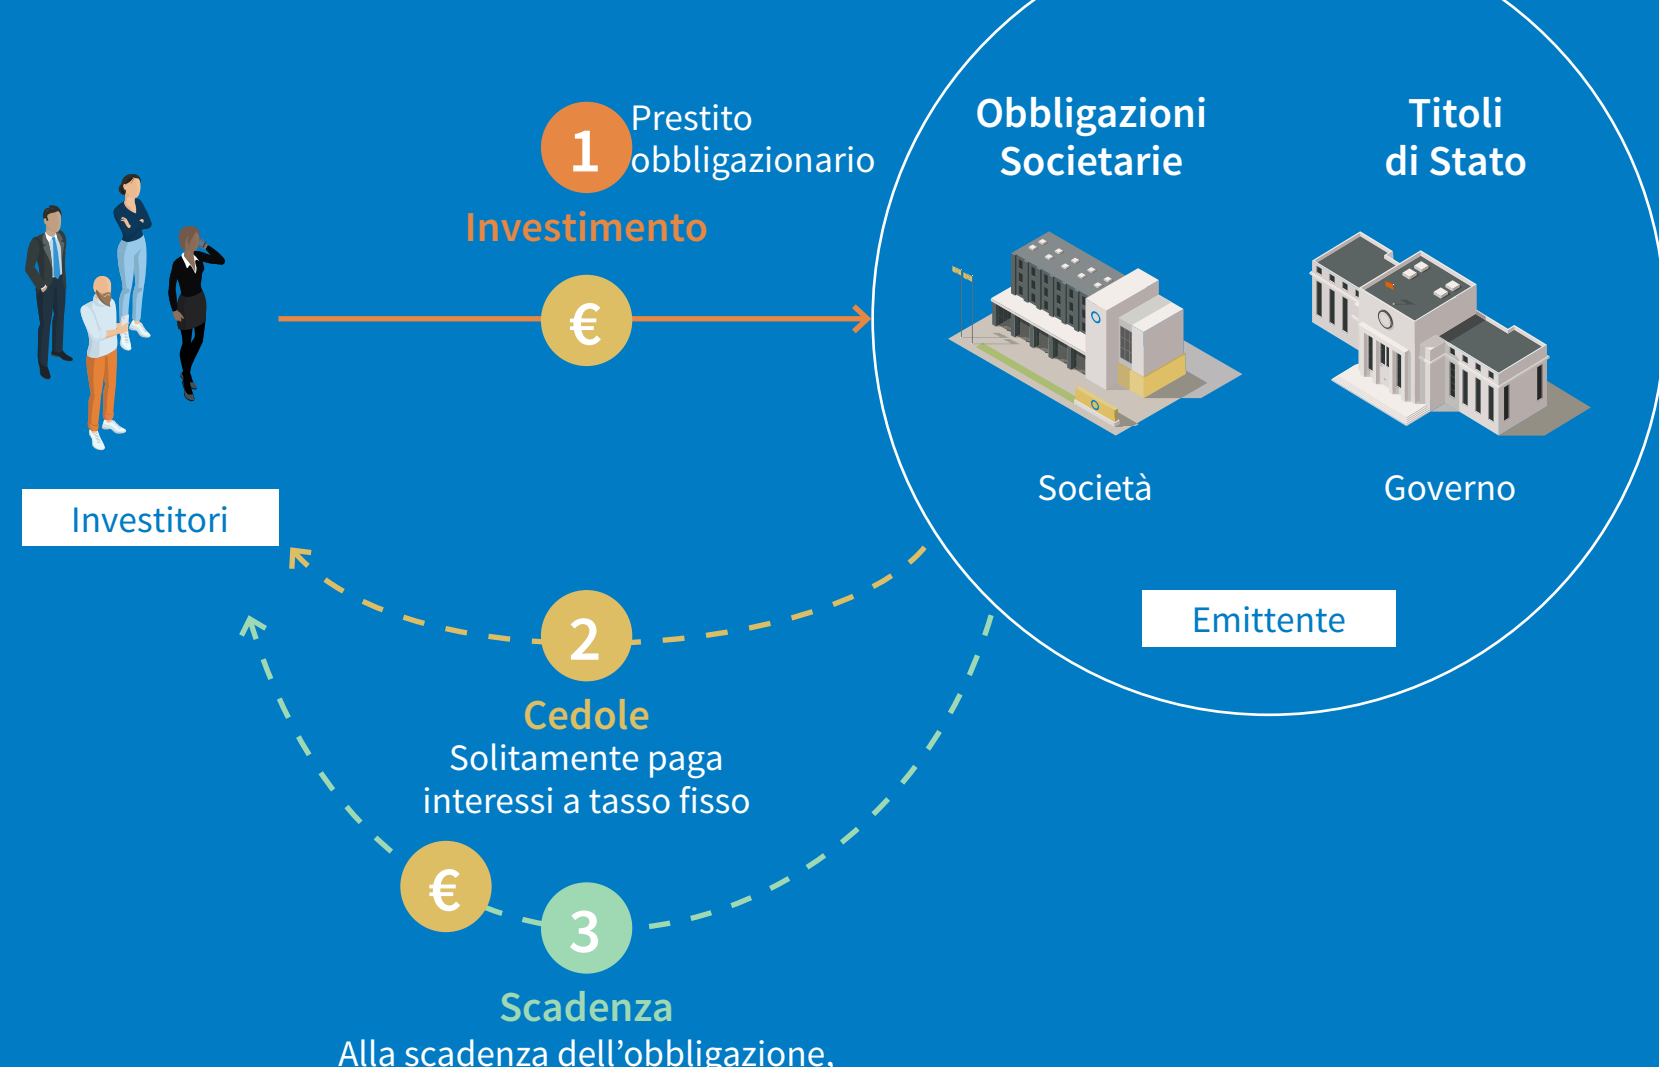 1
Prestito
obbligazionario
Investimento
€
Obbligazioni
Societarie
Titoli
di Stato
Società
Governo
Investitori
Emittente
2
Cedole
Solitamente paga
interessi a tasso fisso
€
3
Scadenza
Alla scadenza dell'obbligazione,